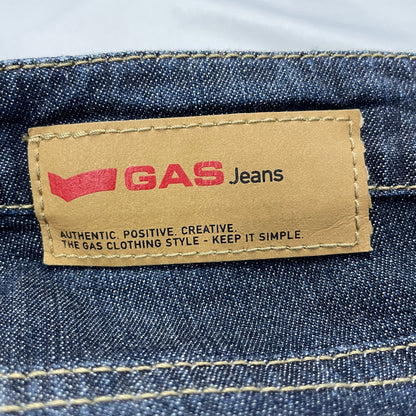 GAS Jeans
AUTHENTIC. POSITIVE. CREATIVE.
THE GAS CLOTHING STYLE - KEEP IT SIMPLE.